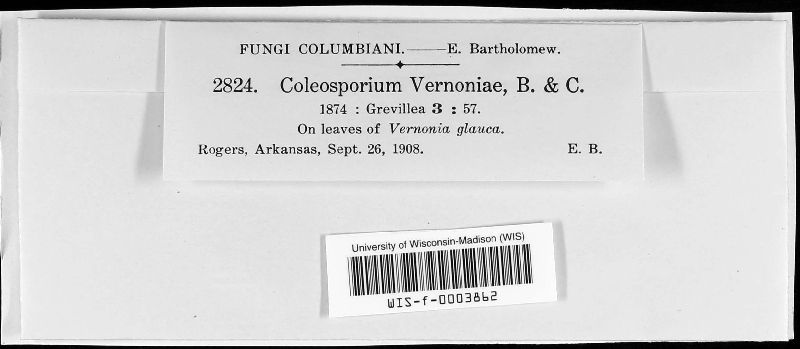 FUNGI COLUMBIANI.——E. Bartholomew.
2824. Coleosporium Vernoniae, B. & C.
1874 : Grevillea 3 : 57.
On leaves of Vernonia glauca.
Rogers, Arkansas, Sept. 26, 1908. E. B.
University of Wisconsin-Madison (WIS)
WIS-f-0003862